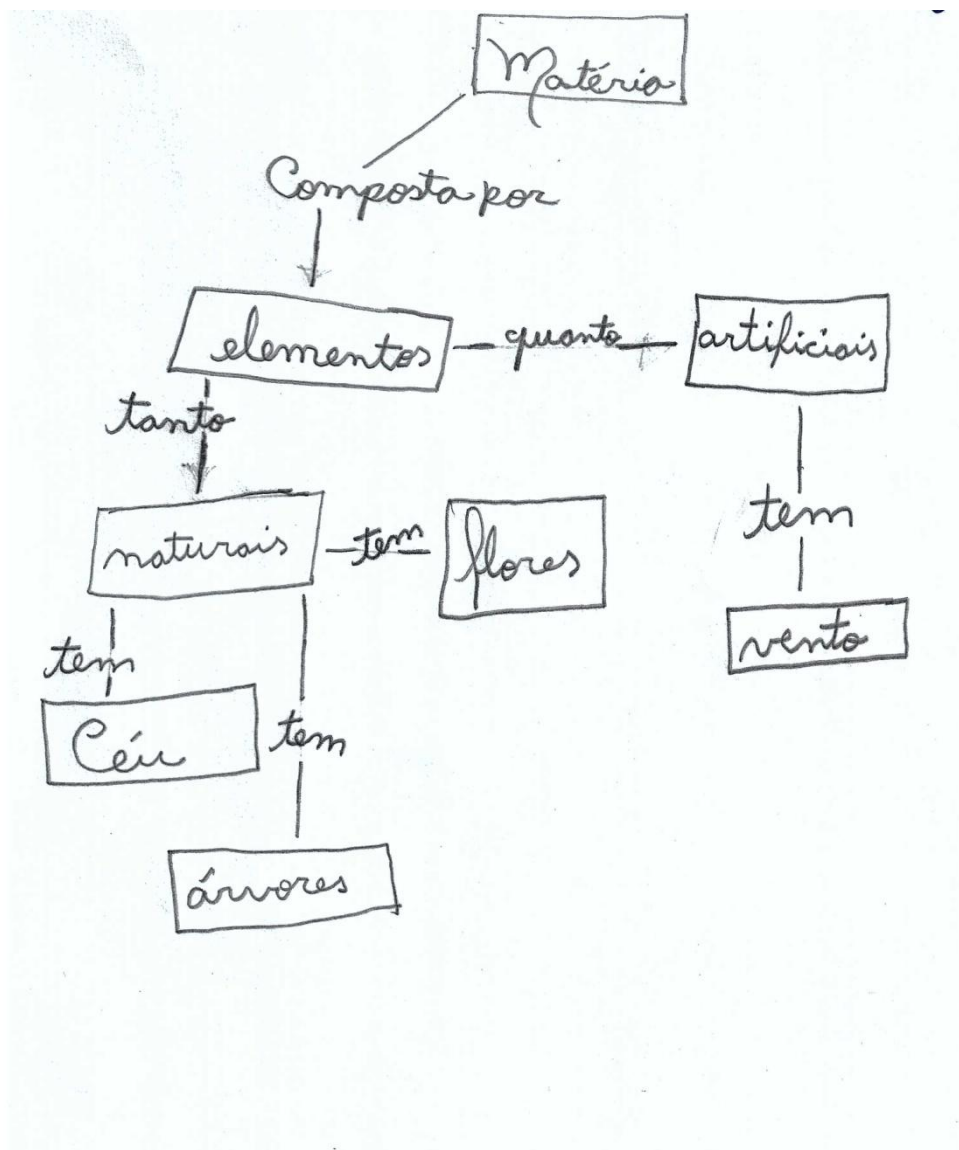 Matéria
Composta por
elementos
quanto
artificiais
tanto
tem
naturais
tem
flores
vento
tem
Céu
tem
árvores